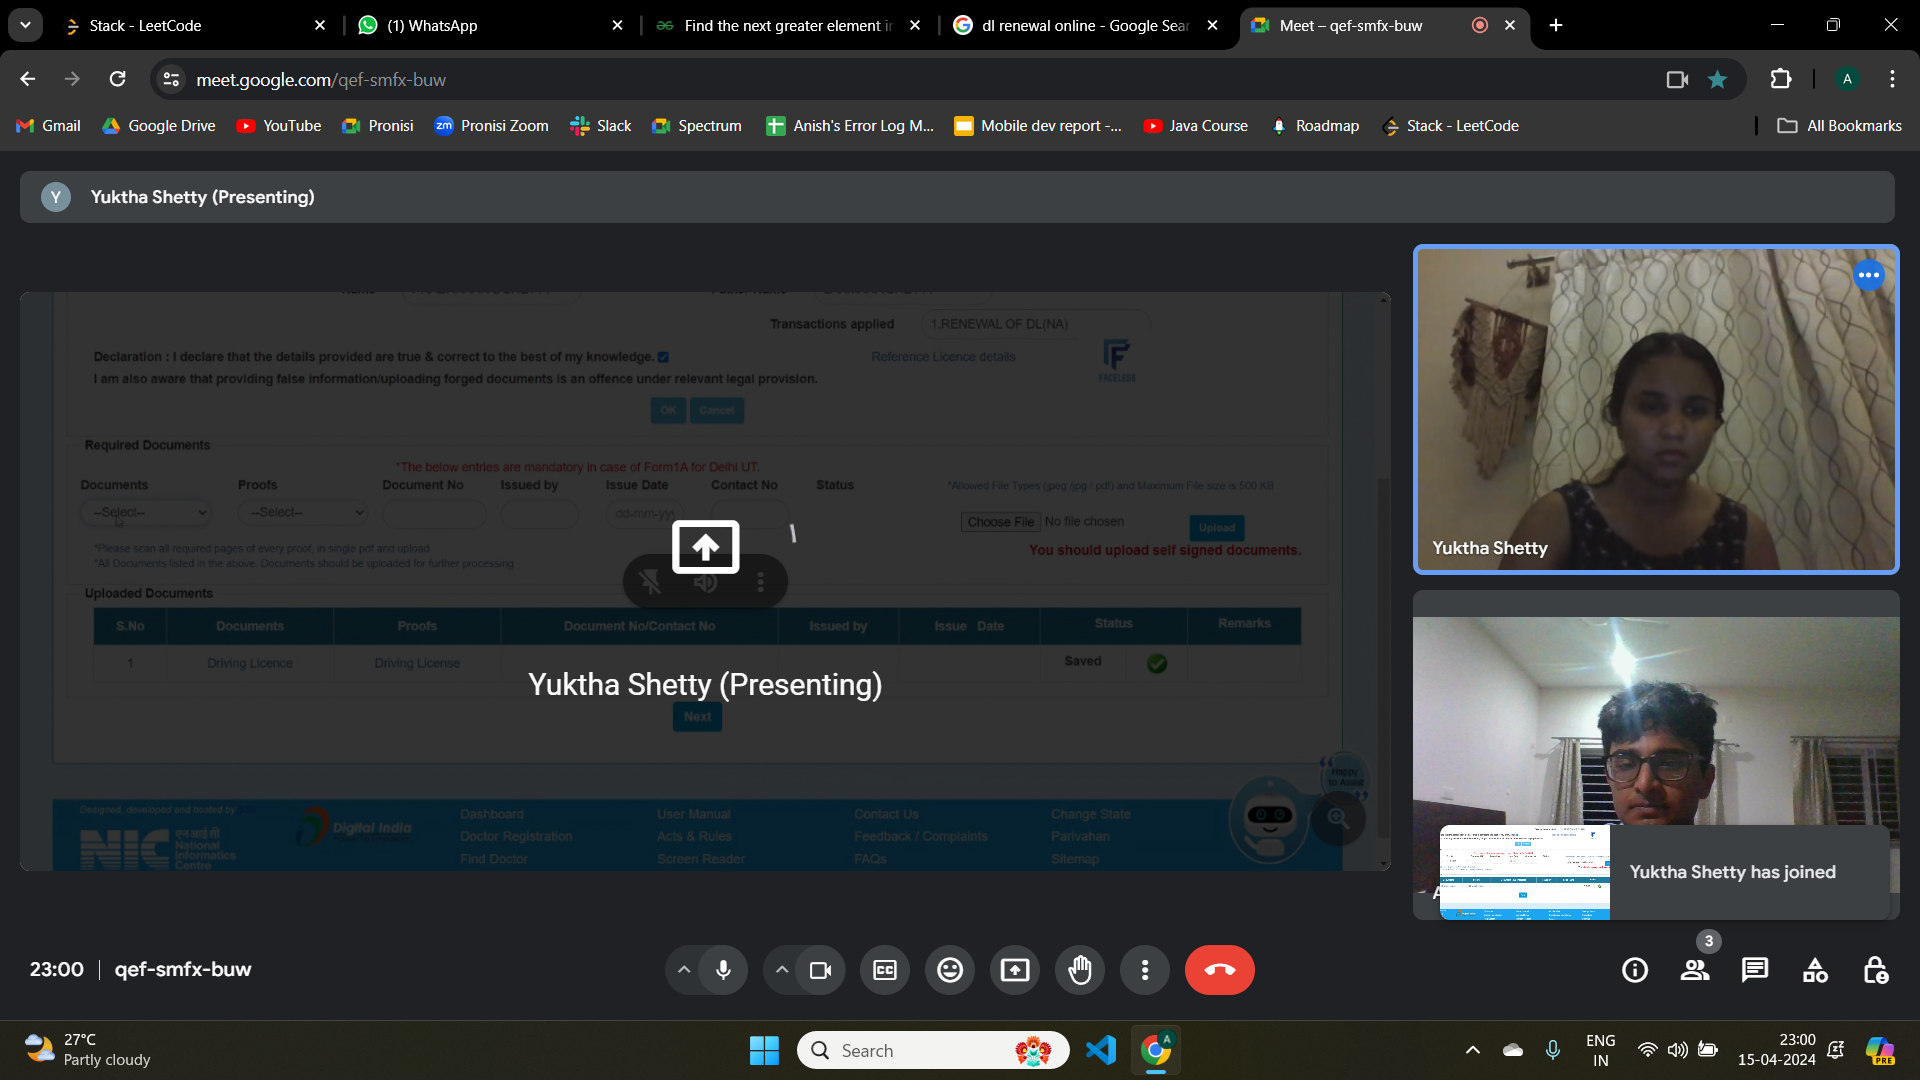 Stack - LeetCode
(1) WhatsApp
Find the next greater element in
dl renewal online - Google Sear
Meet – qef-smfx-buw
meet.google.com/qef-smfx-buw
A
Gmail
Google Drive
YouTube
Pronisi
zm
Pronisi Zoom
Slack
Spectrum
Anish's Error Log M...
Mobile dev report -...
Java Course
Roadmap
Stack - LeetCode
All Bookmarks
Y
Yuktha Shetty (Presenting)
Transactions applied
1.RENEWAL OF DL(NA)
Declaration : I declare that the details provided are true & correct to the best of my knowledge.
Reference Licence details
FACELESS
I am also aware that providing false information/uploading forged documents is an offence under relevant legal provision.
OK
Cancel
Required Documents
*The below entries are mandatory in case of Form1A for Delhi UT.
Documents
Proofs
Document No
Issued by
Issue Date
Contact No
Status
*Allowed File Types (jpeg /jpg / pdf) and Maximum File size is 500 KB
--Select--
--Select--
dd-mm-yyy
Choose File
No file chosen
Upload
*Please scan all required pages of every proof, in single pdf and upload.
You should upload self signed documents.
*All Documents listed in the above, Documents should be uploaded for further processing
Uploaded Documents
S.No
Documents
Proofs
Document No/Contact No
Issued by
Issue Date
Status
Remarks
1
Driving Licence
Driving License
Saved
Yuktha Shetty (Presenting)
Next
Happy
to Assist
Designed, developed and hosted by
NIC
एन आई सी
National
Informatics
Centre
Digital India
Dashboard
User Manual
Contact Us
Change State
Doctor Registration
Acts & Rules
Feedback / Complaints
Parivahan
Find Doctor
Screen Reader
FAQs
Sitemap
Yuktha Shetty
Yuktha Shetty has joined
23:00
qef-smfx-buw
CC
3
27°C
Partly cloudy
Search
A
ENG
IN
23:00
15-04-2024
PRE